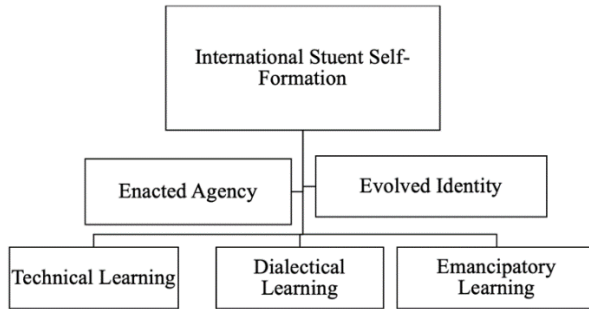 International Stuent Self-
Formation
Enacted Agency
Evolved Identity
Technical Learning
Dialectical
Learning
Emancipatory
Learning